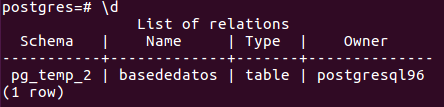 postgres=# \d
List of relations
Schema | Name | Type | Owner
-----------+--------------+-------+--------------
pg_temp_2 | basededatos | table | postgresql96
(1 row)